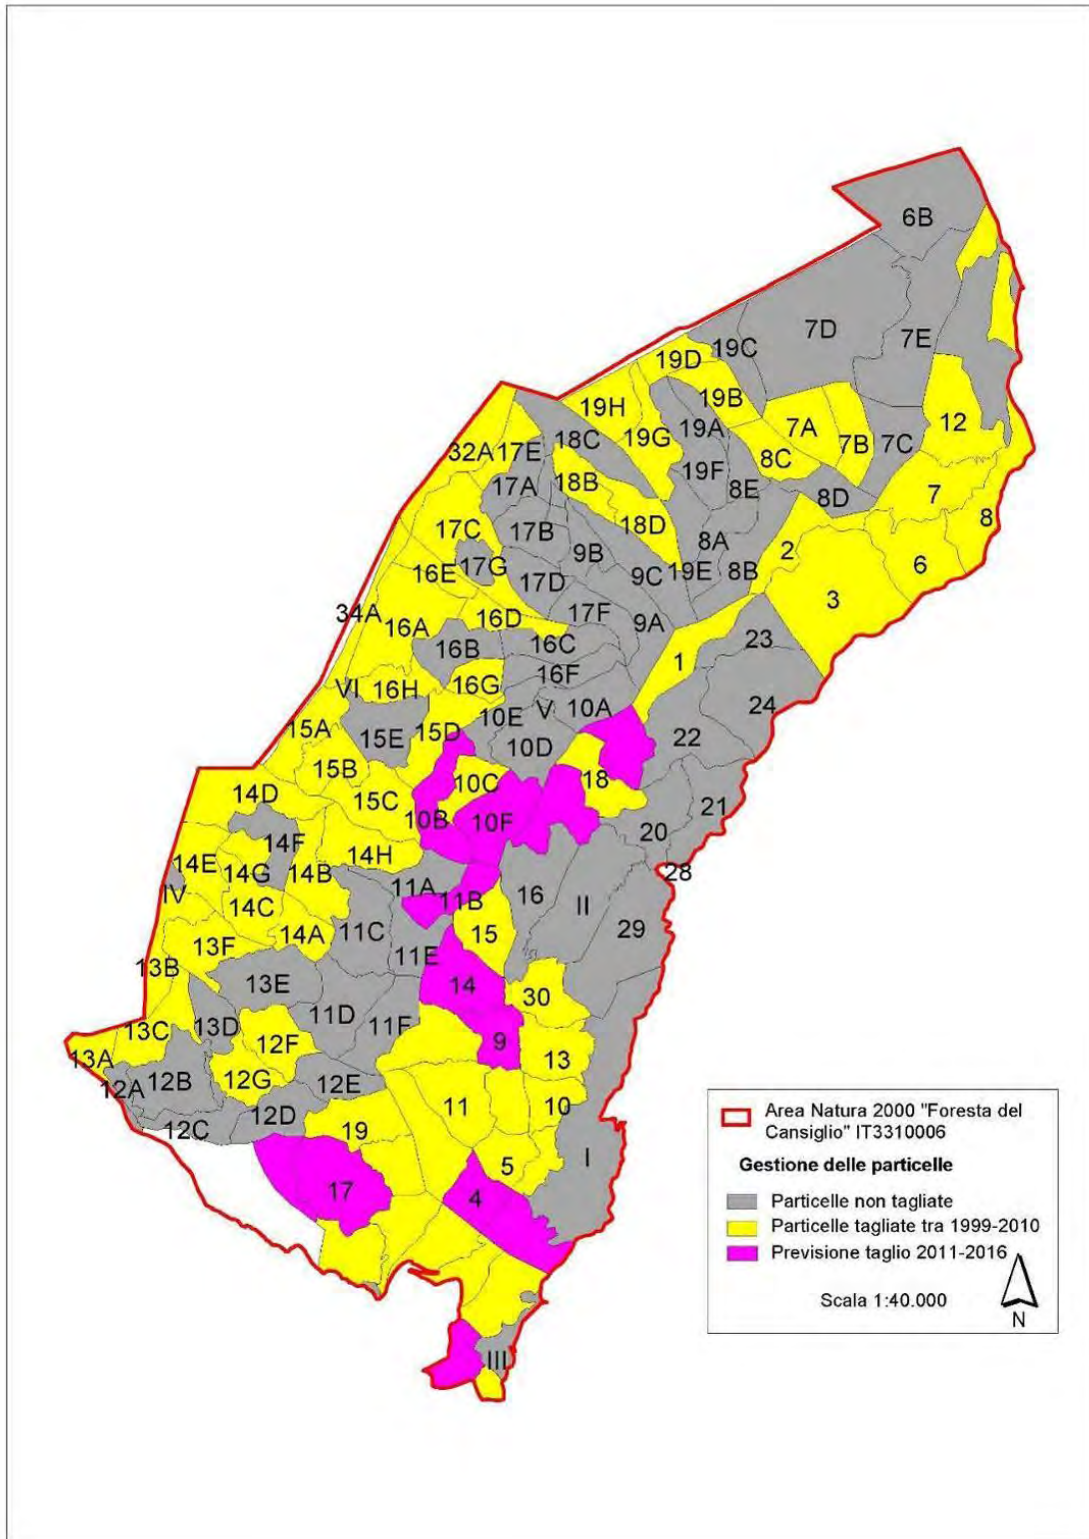 6B
7D
7E
19C
19D
19B
19H
19G
19A
7A
7B
7C
12
32A
17E
18C
8C
19F
18B
17A
8E
8D
7
8
18D
17C
17B
9B
8A
2
6
17G
16E
17D
9C
19E
8B
3
34A
16A
16D
17F
9A
23
16B
16C
1
16F
24
VI
16H
16G
10E
V
10A
15A
15E
15D
10D
22
15B
10C
18
14D
15C
10B
10F
21
20
14F
14E
14G
14B
14H
28
IV
14C
11A
11B
16
II
14A
11C
15
29
13F
11E
13B
13E
14
30
13C
13D
11D
11F
9
12F
13
13A
12A
12B
12G
12E
12C
12D
19
11
10
5
I
17
4
III
Area Natura 2000 "Foresta del
Cansiglio" IT3310006
Gestione delle particelle
Particelle non tagliate
Particelle tagliate tra 1999-2010
Previsione taglio 2011-2016
Scala 1:40.000
N